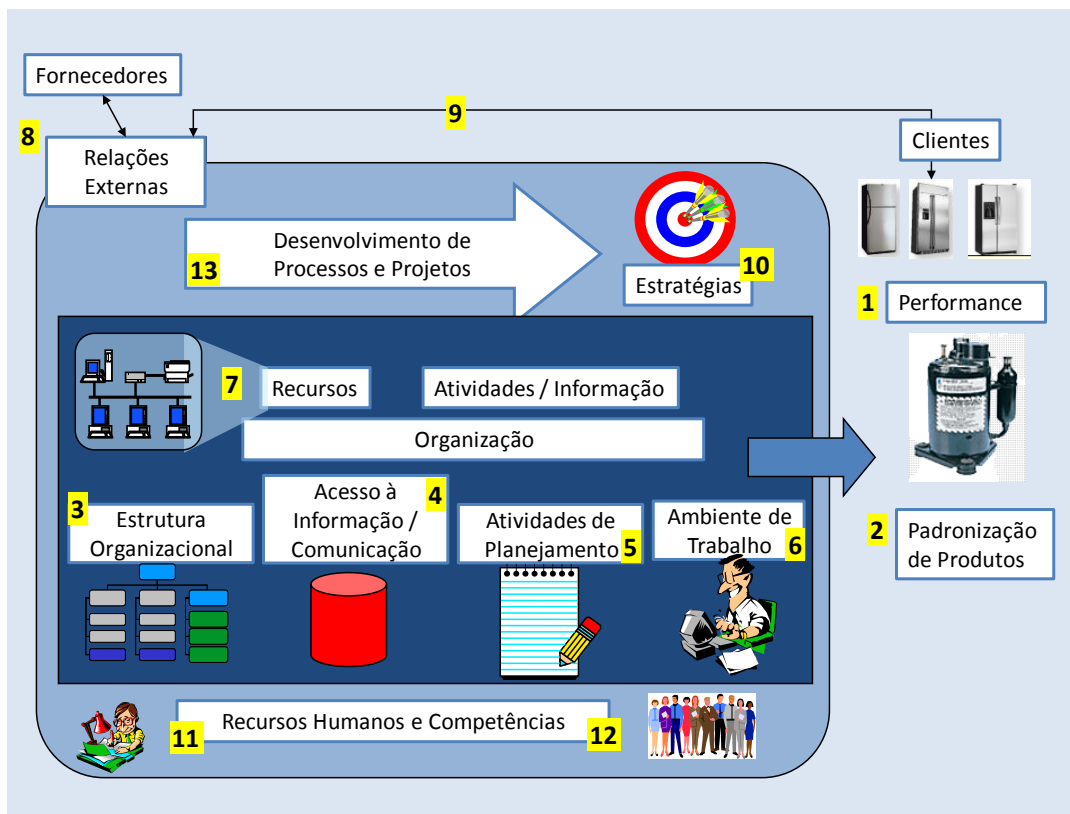 Fornecedores
9
8
Relações
Externas
Clientes
Desenvolvimento de
Processos e Projetos
13
10
Estratégias
1
Performance
7
Recursos
Atividades / Informação
Organização
3
Estrutura
Organizacional
Acesso à
Informação /
Comunicação
4
Atividades de
Planejamento
5
Ambiente de
Trabalho
6
2
Padronização
de Produtos
11
Recursos Humanos e Competências
12